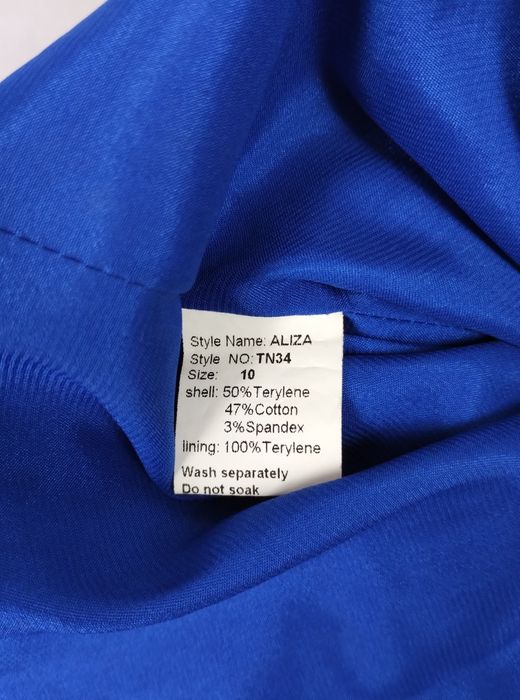 Style Name: ALIZA
Style NO: TN34
Size: 10
shell: 50%Terylene
47%Cotton
3%Spandex
lining: 100%Terylene
Wash separately
Do not soak